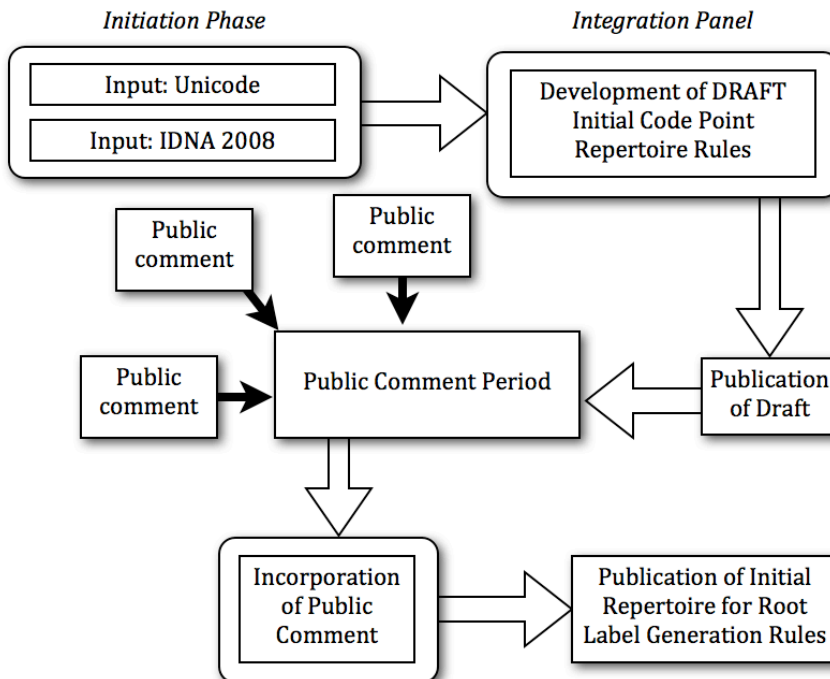 Initiation Phase
Integration Panel
Input: Unicode
Input: IDNA 2008
Development of DRAFT
Initial Code Point
Repertoire Rules
Public
comment
Public
comment
Public
comment
Public Comment Period
Publication
of Draft
Incorporation
of Public
Comment
Publication of Initial
Repertoire for Root
Label Generation Rules